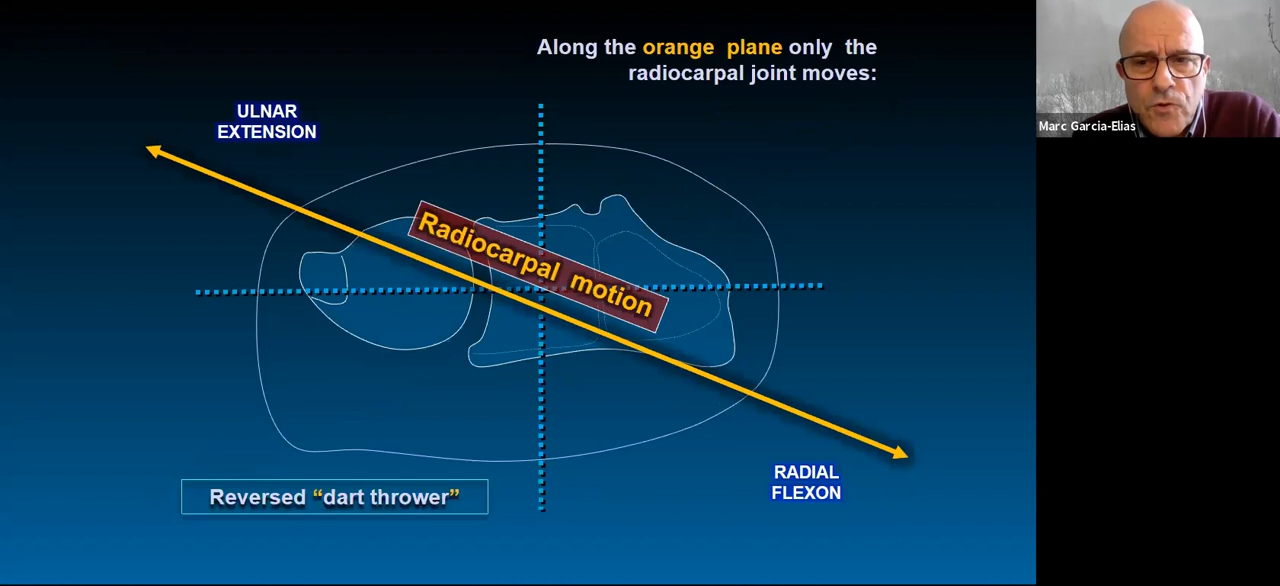 Along the orange plane only the
radiocarpal joint moves:
ULNAR
EXTENSION
Radiocarpal motion
RADIAL
FLEXON
Reversed “dart thrower”
Marc Garcia-Elias